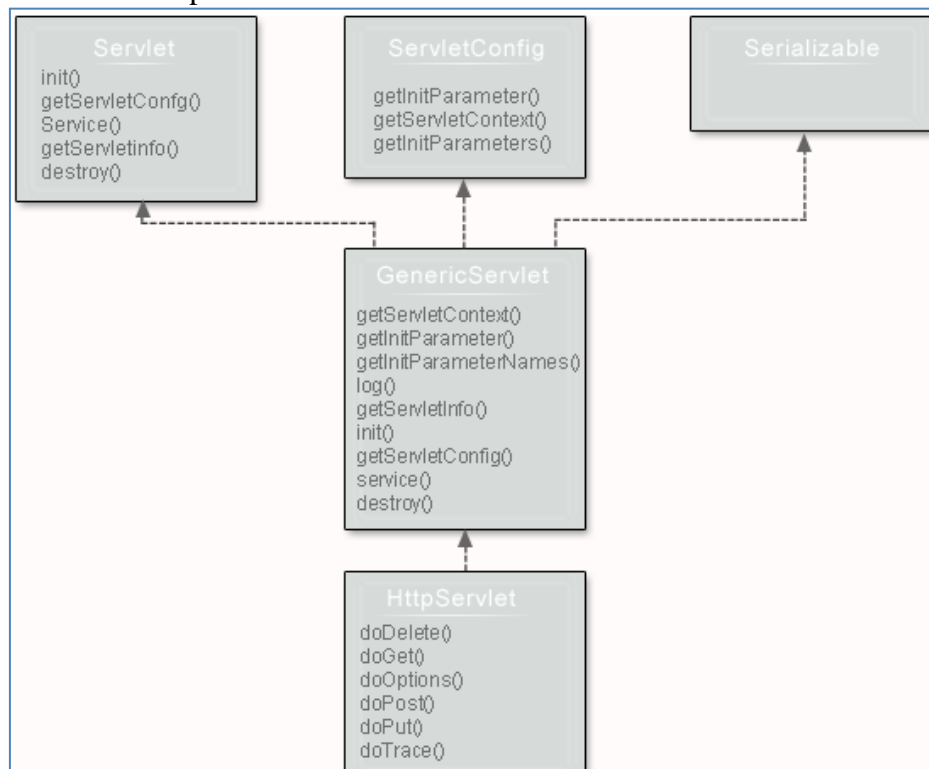 Servlet
init()
getServletConfg()
Service()
getServletinfo()
destroy()
ServletConfig
getInitParameter()
getServletContext()
getInitParameters()
Serializable
GenericServlet
getServletContext()
getInitParameter()
getInitParameterNames()
log()
getServletInfo()
init()
getServletConfig()
service()
destroy()
HttpServlet
doDelete()
doGet()
doOptions()
doPost()
doPut()
doTrace()